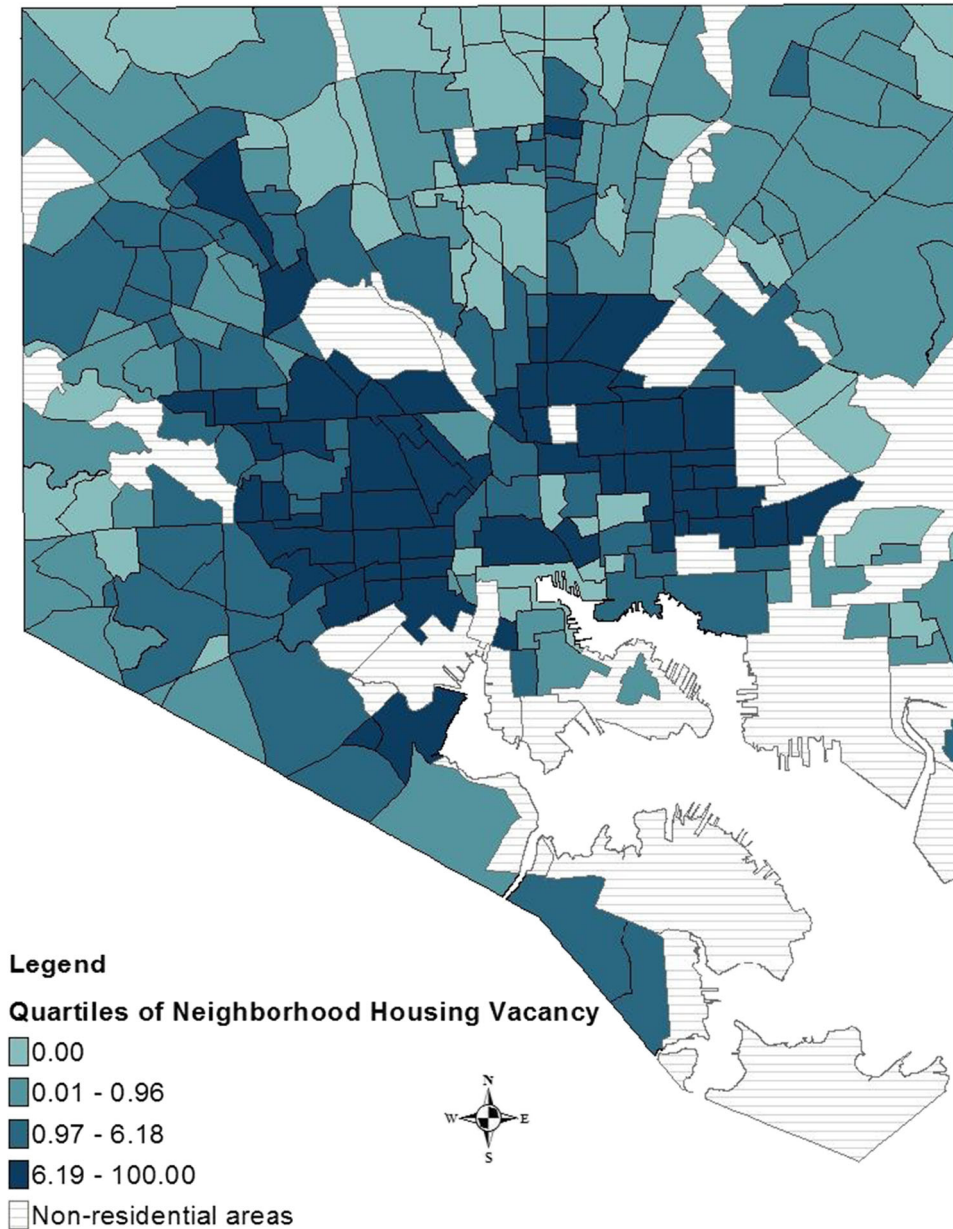 Legend
Quartiles of Neighborhood Housing Vacancy
0.00
0.01 - 0.96
0.97 - 6.18
6.19 - 100.00
Non-residential areas
N
W E
S